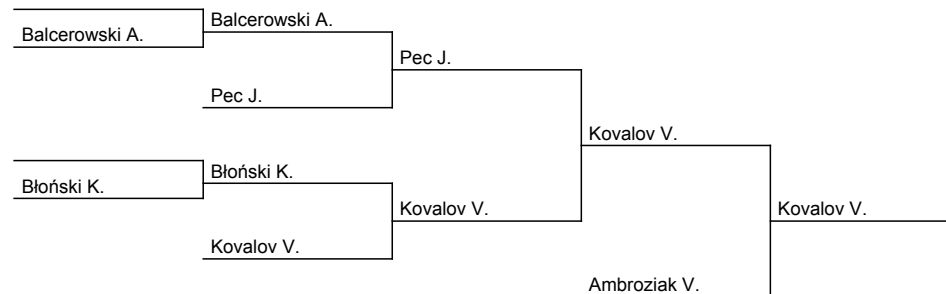 Balcerowski A.
Balcerowski A.
Pec J.
Pec J.
Kovalov V.
Błoński K.
Błoński K.
Kovalov V.
Kovalov V.
Kovalov V.
Ambroziak V.